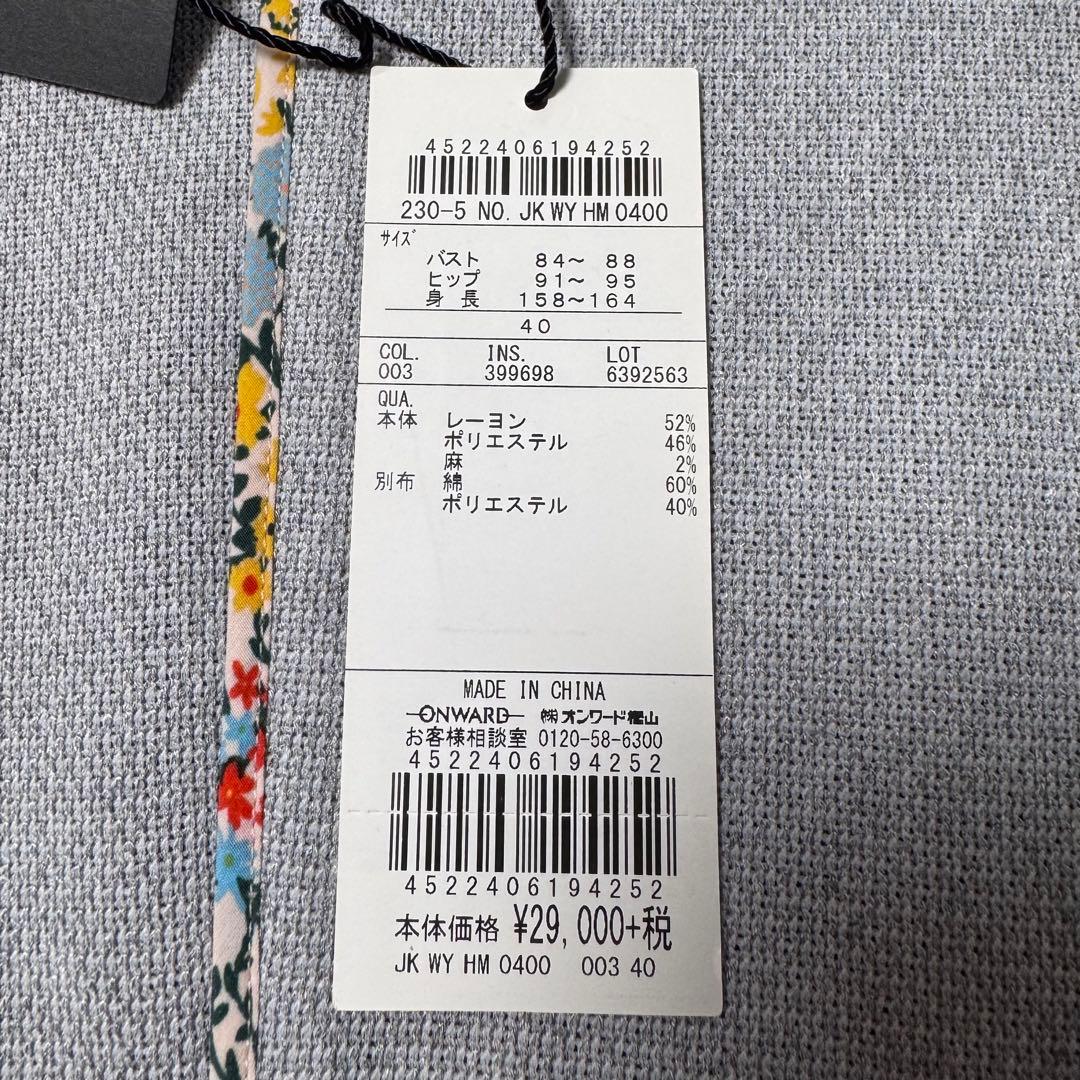 4522406194252
230-5 NO. JK WY HM 0400
ｻｲｽﾞ
バスト 84～ 88
ヒップ 91～ 95
身 長 158～164
40
COL. INS. LOT
003 399698 6392563
QUA.
本体 レーヨン 52%
ポリエステル 46%
麻 2%
別布 綿 60%
ポリエステル 40%
MADE IN CHINA
ONWARD ㈱オンワード樫山
お客様相談室 0120-58-6300
4522406194252
4522406194252
本体価格 ¥29,000+税
JK WY HM 0400 003 40